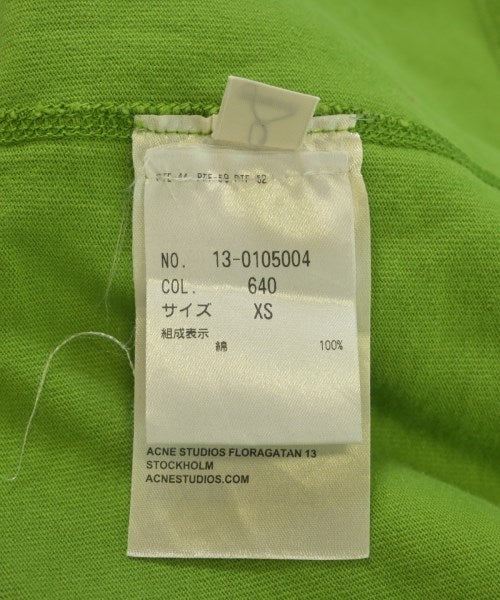 NO. 13-0105004
COL. 640
サイズ XS
組成表示
綿 100%
ACNE STUDIOS FLORAGATAN 13
STOCKHOLM
ACNESTUDIOS.COM